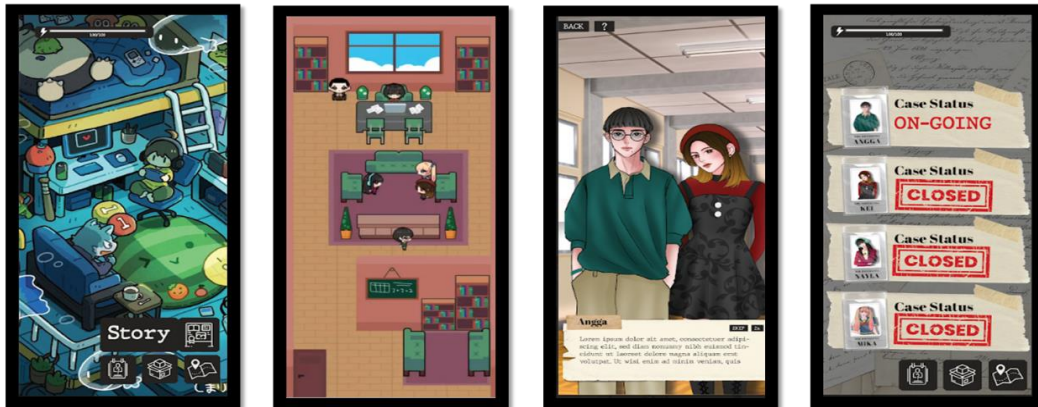 Story
BACK
?
Angga
Lorem ipsum dolor sit amet, consectetuer adipi-
scing elit, sed diam nonummy nibh euismod tin-
cidunt ut laoreet dolore magna aliquam erat
volutpat. Ut wisi enim ad minim veniam, quis
Case Status
ON-GOING
ANGGA
Case Status
CLOSED
KEI
Case Status
CLOSED
NAYLA
Case Status
CLOSED
MIKA